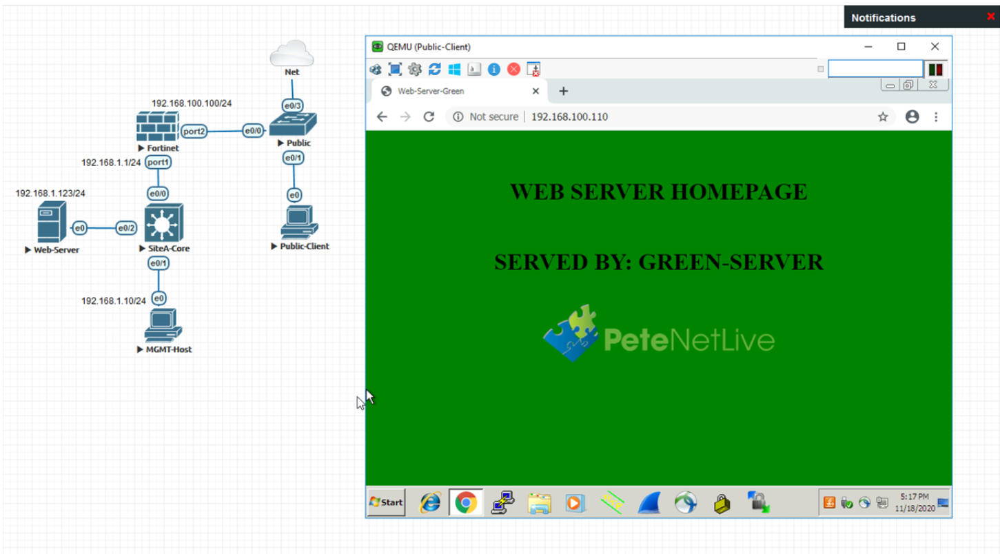 Notifications
Net
192.168.100.100/24
e0/3
port2
e0/0
Fortinet
Public
192.168.1.1/24
port1
e0/1
192.168.1.123/24
e0/0
e0
e0
e0/2
Web-Server
SiteA-Core
Public-Client
e0/1
192.168.1.10/24
e0
MGMT-Host
QEMU (Public-Client)
Web-Server-Green
Not secure
192.168.100.110
WEB SERVER HOMEPAGE
SERVED BY: GREEN-SERVER
PeteNetLive
Start
5:17 PM
11/18/2020